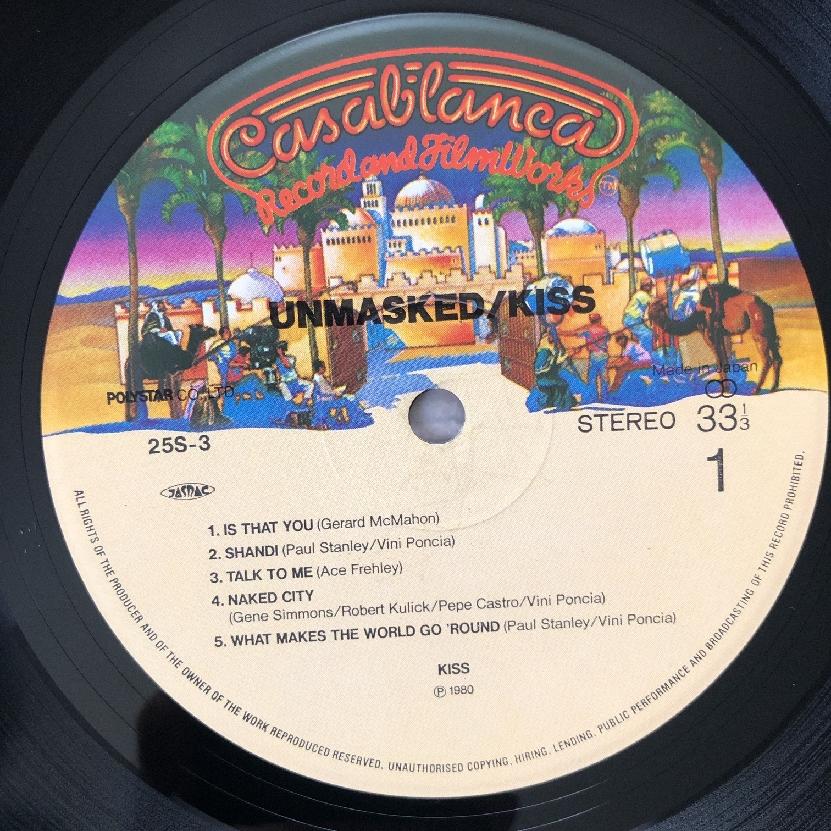 Casablanca
Record and FilmWorks TM
UNMASKED/KISS
Made in Japan
POLYSTAR CO., LTD.
STEREO 33 1/3
25S-3
1
JASRAC
1. IS THAT YOU (Gerard McMahon)
2. SHANDI (Paul Stanley/Vini Poncia)
3. TALK TO ME (Ace Frehley)
4. NAKED CITY
(Gene Simmons/Robert Kulick/Pepe Castro/Vini Poncia)
5. WHAT MAKES THE WORLD GO 'ROUND (Paul Stanley/Vini Poncia)
KISS
℗ 1980
ALL RIGHTS OF THE PRODUCER AND OF THE OWNER OF THE WORK REPRODUCED RESERVED. UNAUTHORISED COPYING, HIRING, LENDING, PUBLIC PERFORMANCE AND BROADCASTING OF THIS RECORD PROHIBITED.